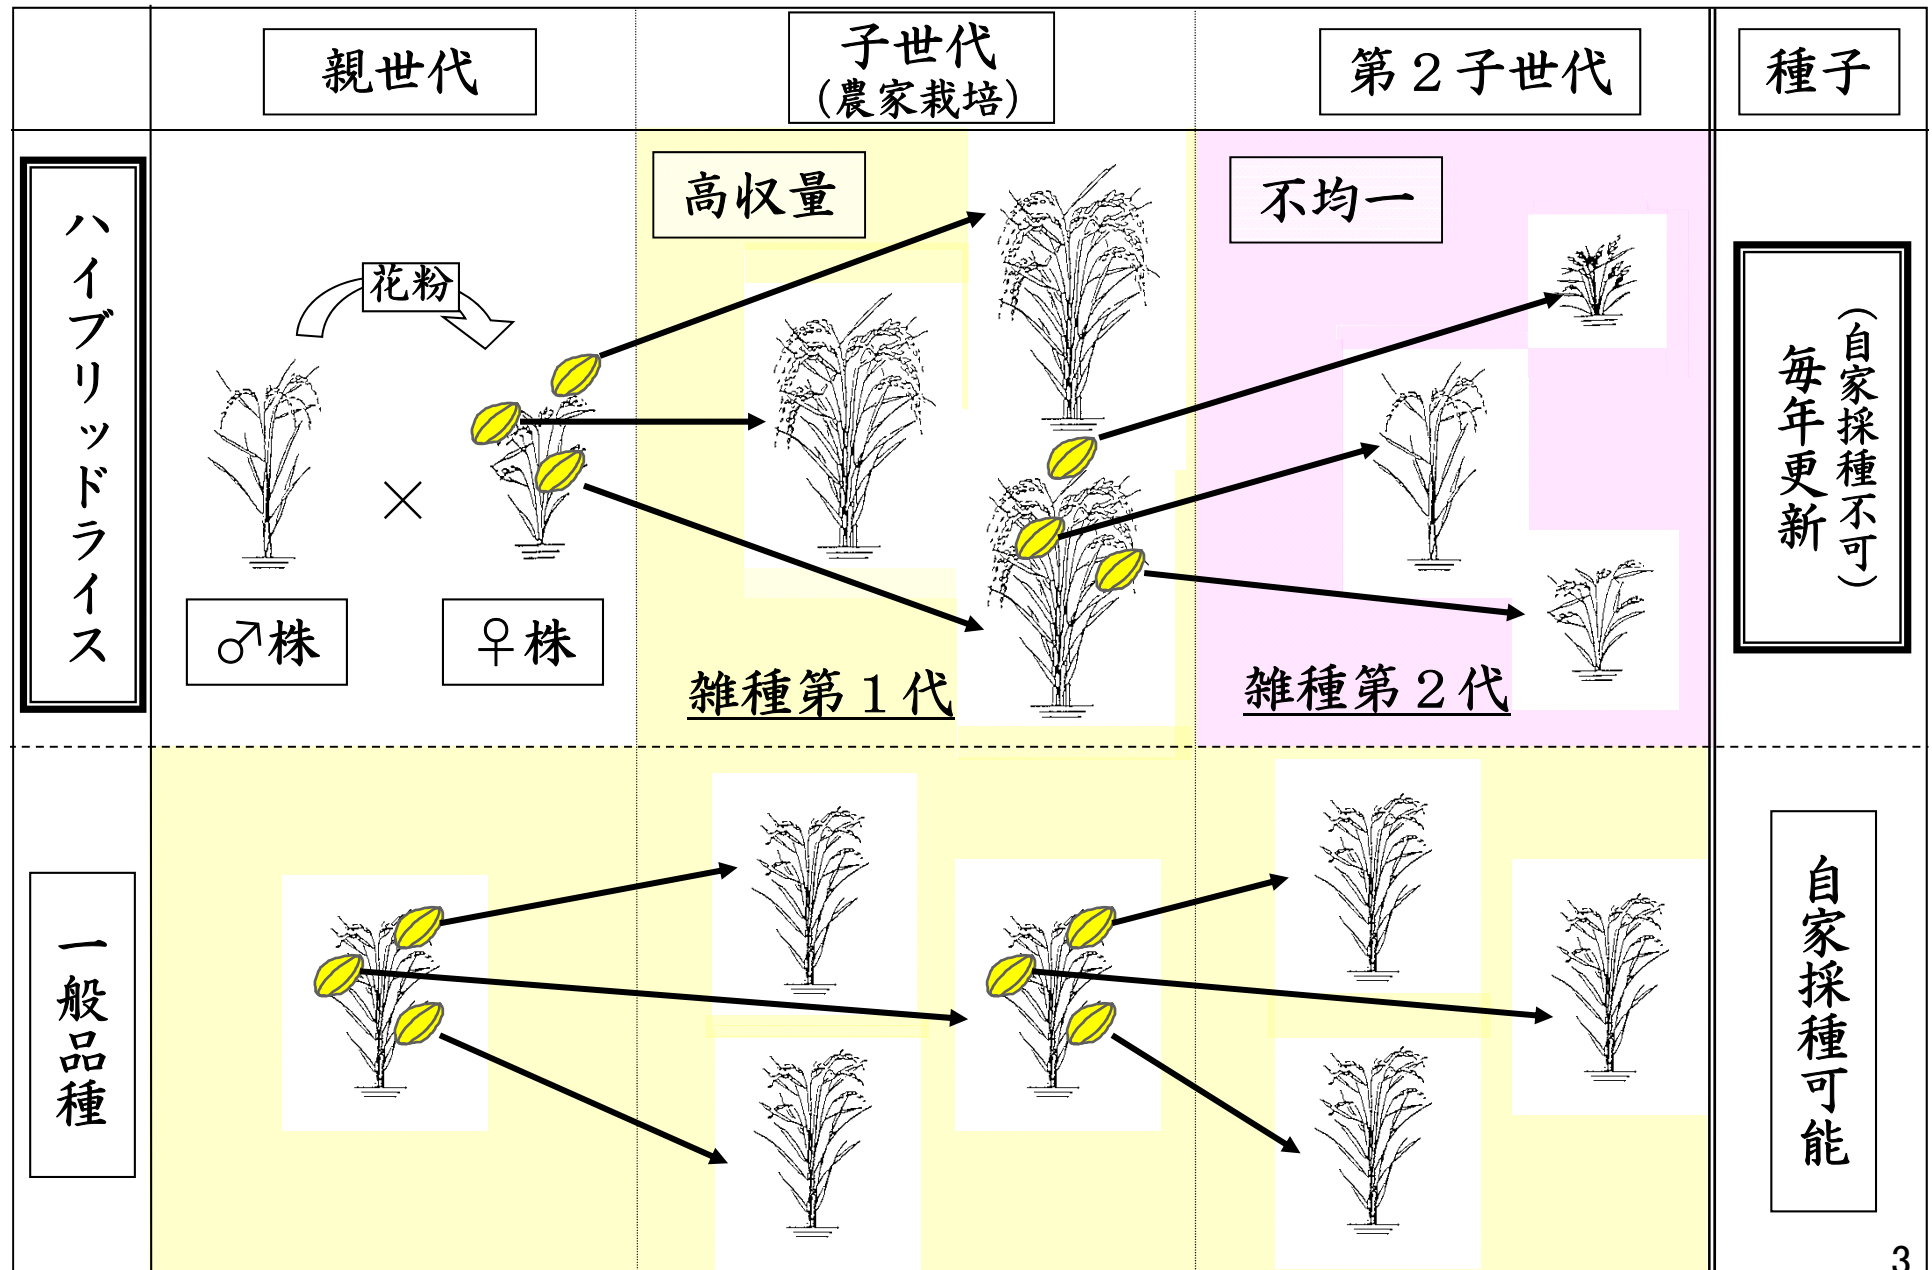 親世代
子世代
(農家栽培)
第2子世代
種子
ハイブリッドライス
花粉
♂株
×
♀株
高収量
雑種第1代
不均一
雑種第2代
毎年更新
(自家採種不可)
一般品種
自家採種可能
3